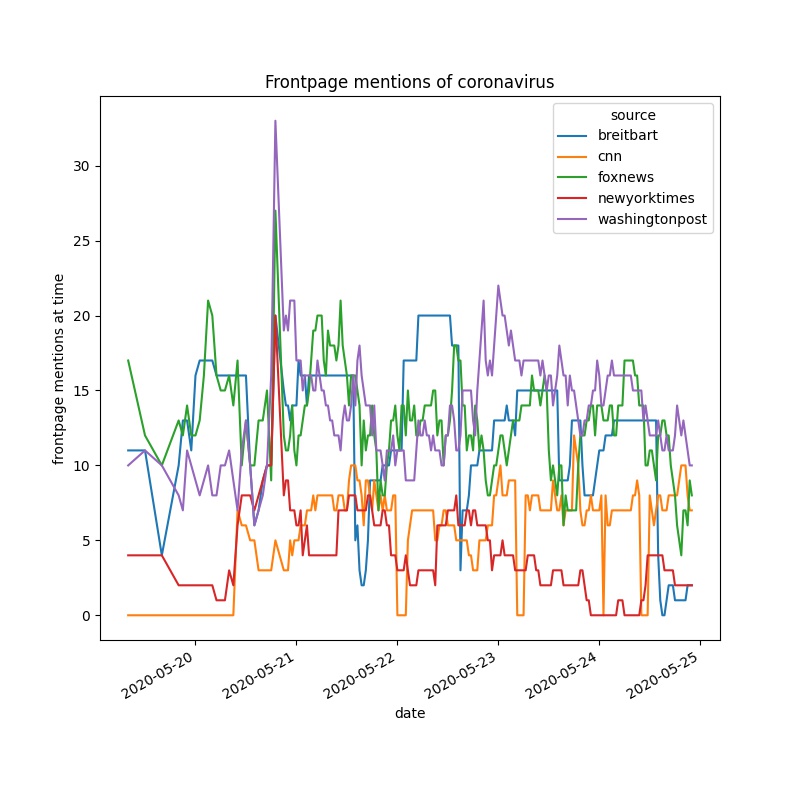 Frontpage mentions of coronavirus
source
breitbart
cnn
foxnews
newyorktimes
washingtonpost
frontpage mentions at time
30
25
20
15
10
5
0
2020-05-20
2020-05-21
2020-05-22
2020-05-23
2020-05-24
2020-05-25
date